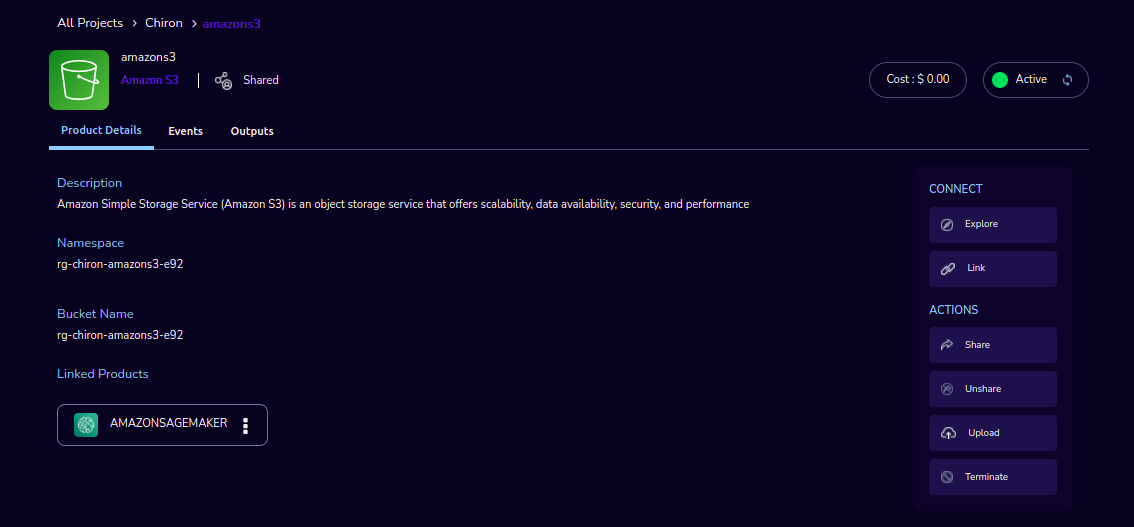 All Projects > Chiron > amazons3
amazons3
Amazon S3 | Shared
Cost : $ 0.00
Active
Product Details
Events
Outputs
Description
Amazon Simple Storage Service (Amazon S3) is an object storage service that offers scalability, data availability, security, and performance
Namespace
rg-chiron-amazons3-e92
Bucket Name
rg-chiron-amazons3-e92
Linked Products
AMAZONSAGEMAKER
CONNECT
Explore
Link
ACTIONS
Share
Unshare
Upload
Terminate